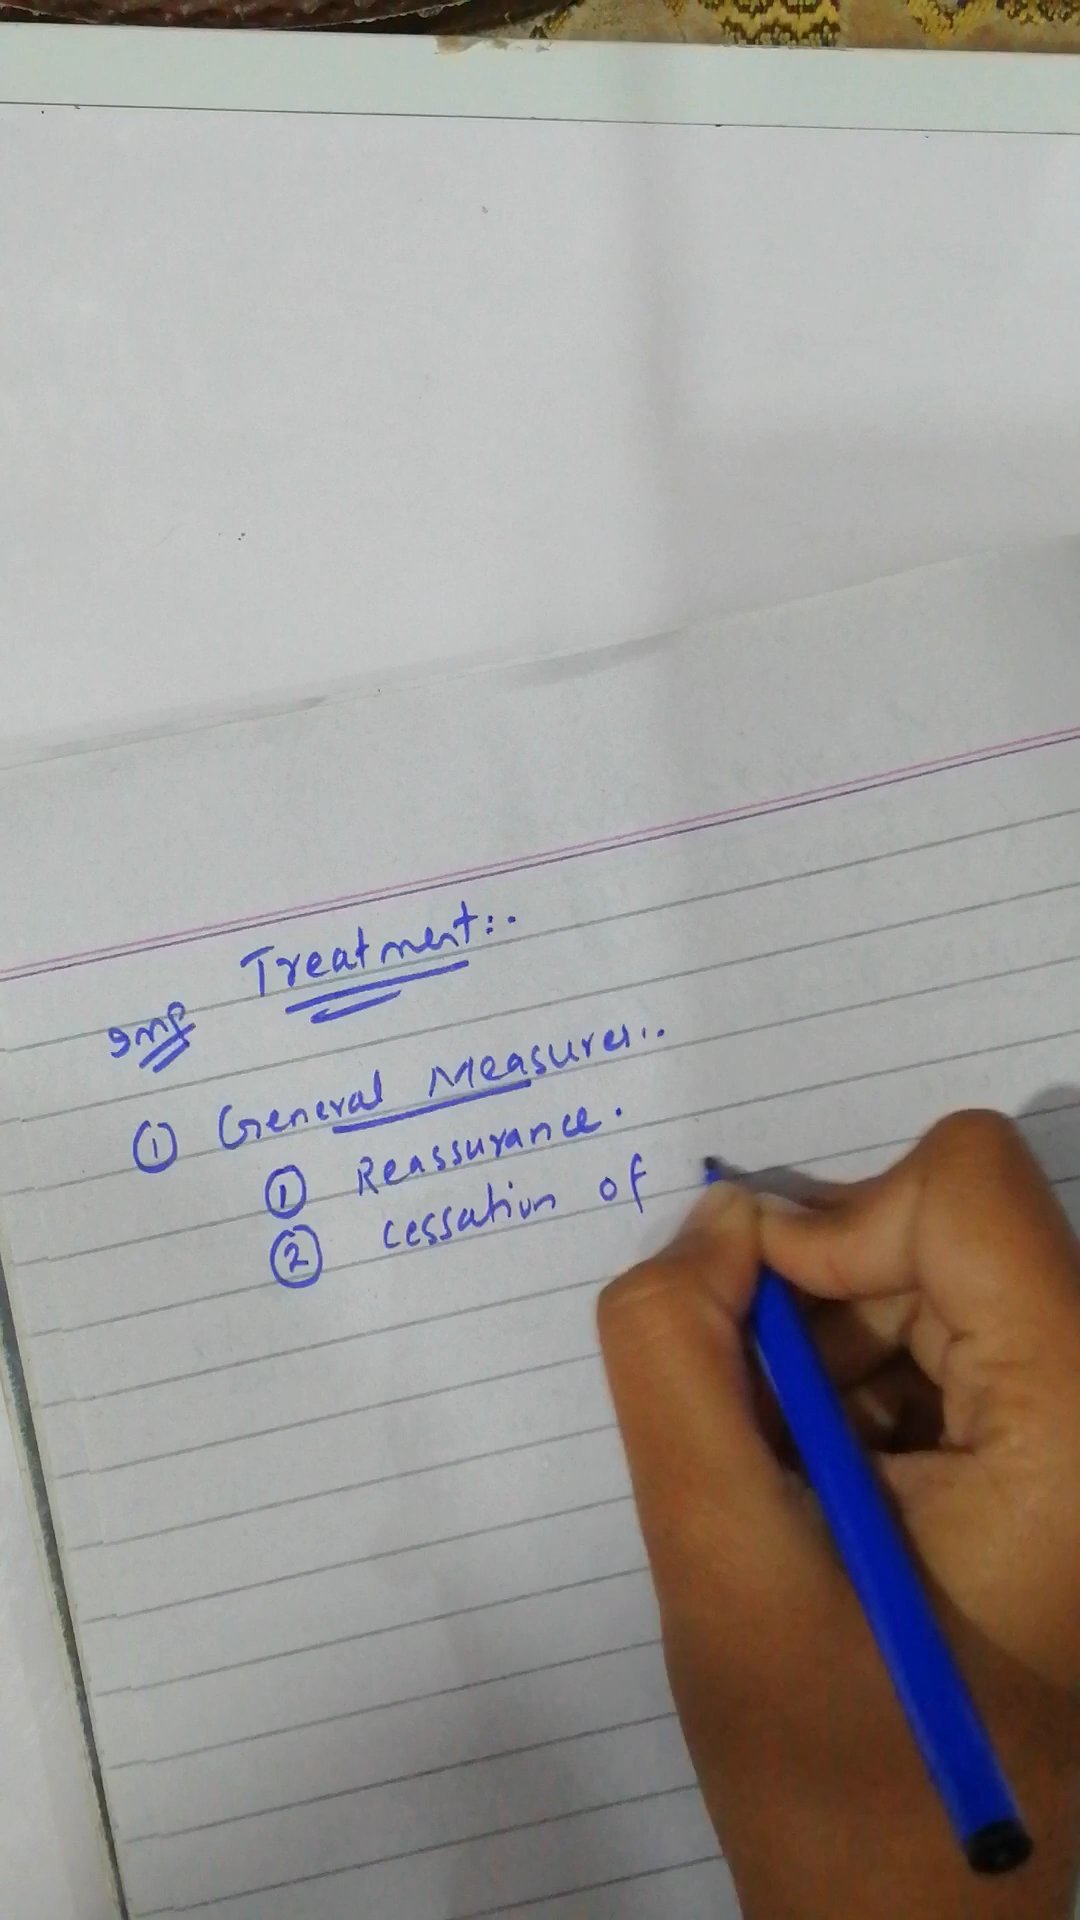 Treatment:.
Imp
① General Measures:.
① Reassurance.
② cessation of